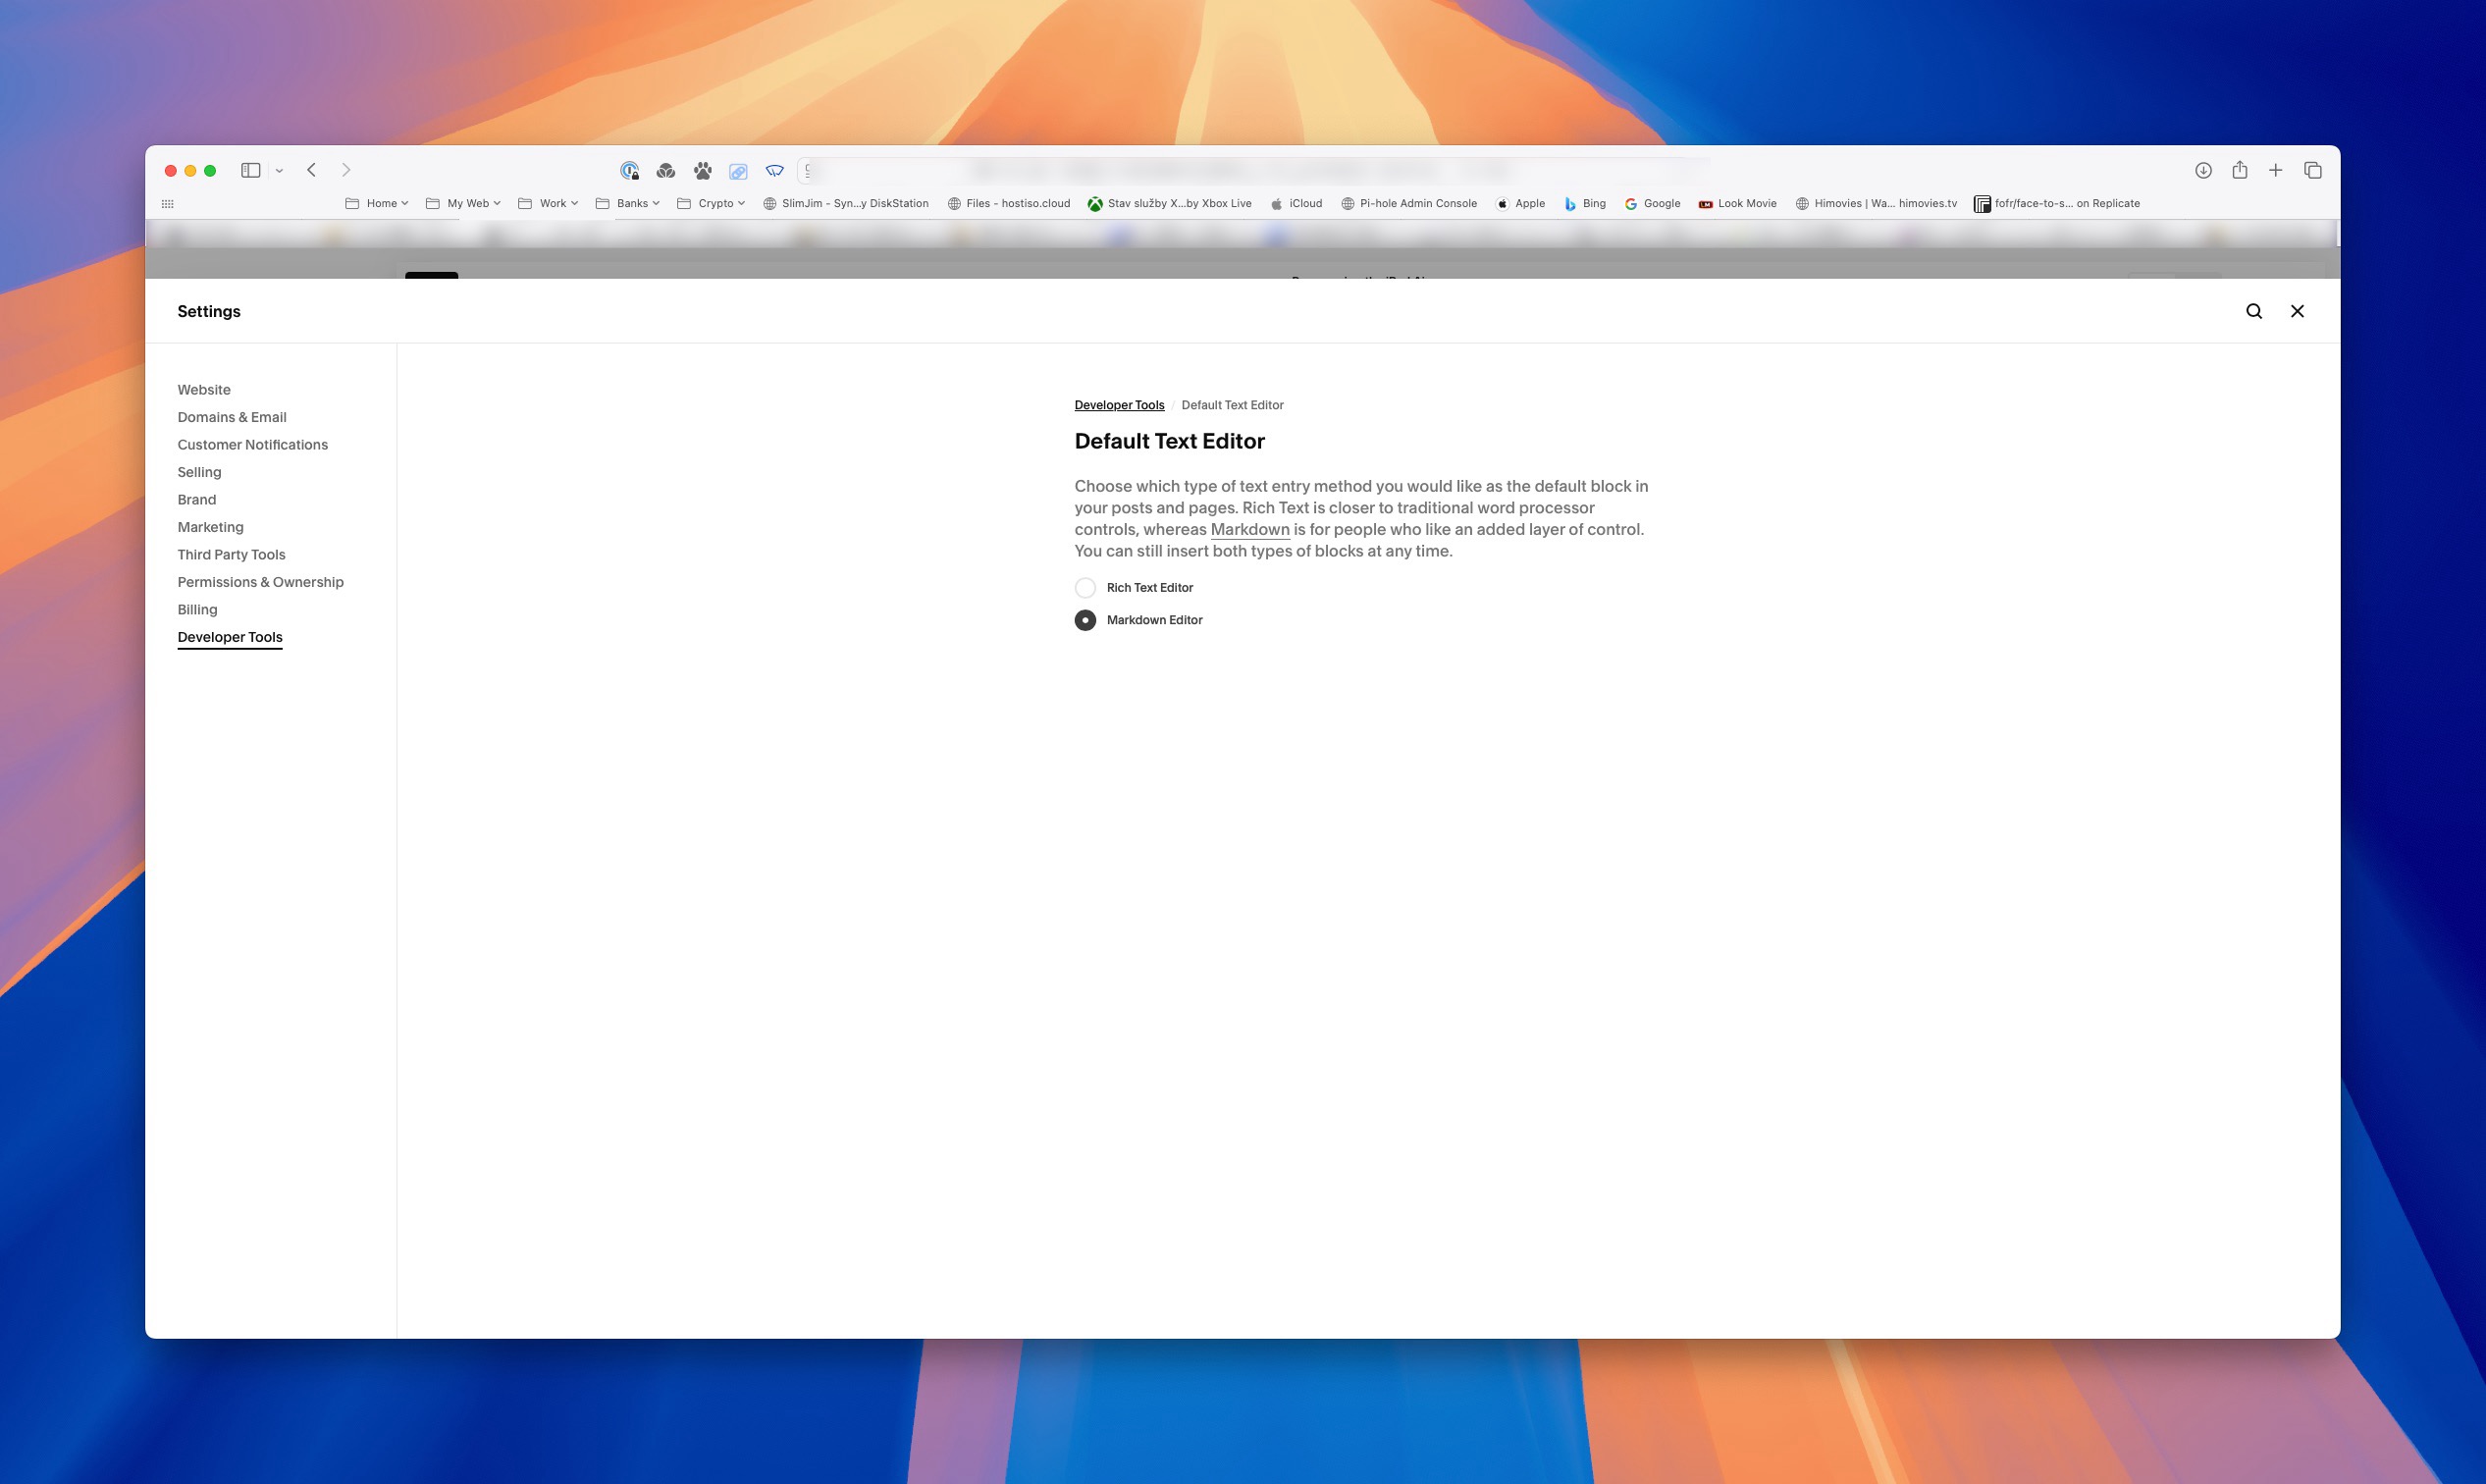 Home
My Web
Work
Banks
Crypto
SlimJim - Syn...y DiskStation
Files - hostiso.cloud
Stav služby X...by Xbox Live
iCloud
Pi-hole Admin Console
Apple
Bing
Google
Look Movie
Himovies | Wa... himovies.tv
fofr/face-to-s... on Replicate
Settings
Website
Domains & Email
Customer Notifications
Selling
Brand
Marketing
Third Party Tools
Permissions & Ownership
Billing
Developer Tools
Developer Tools / Default Text Editor
Default Text Editor
Choose which type of text entry method you would like as the default block in
your posts and pages. Rich Text is closer to traditional word processor
controls, whereas Markdown is for people who like an added layer of control.
You can still insert both types of blocks at any time.
Rich Text Editor
Markdown Editor